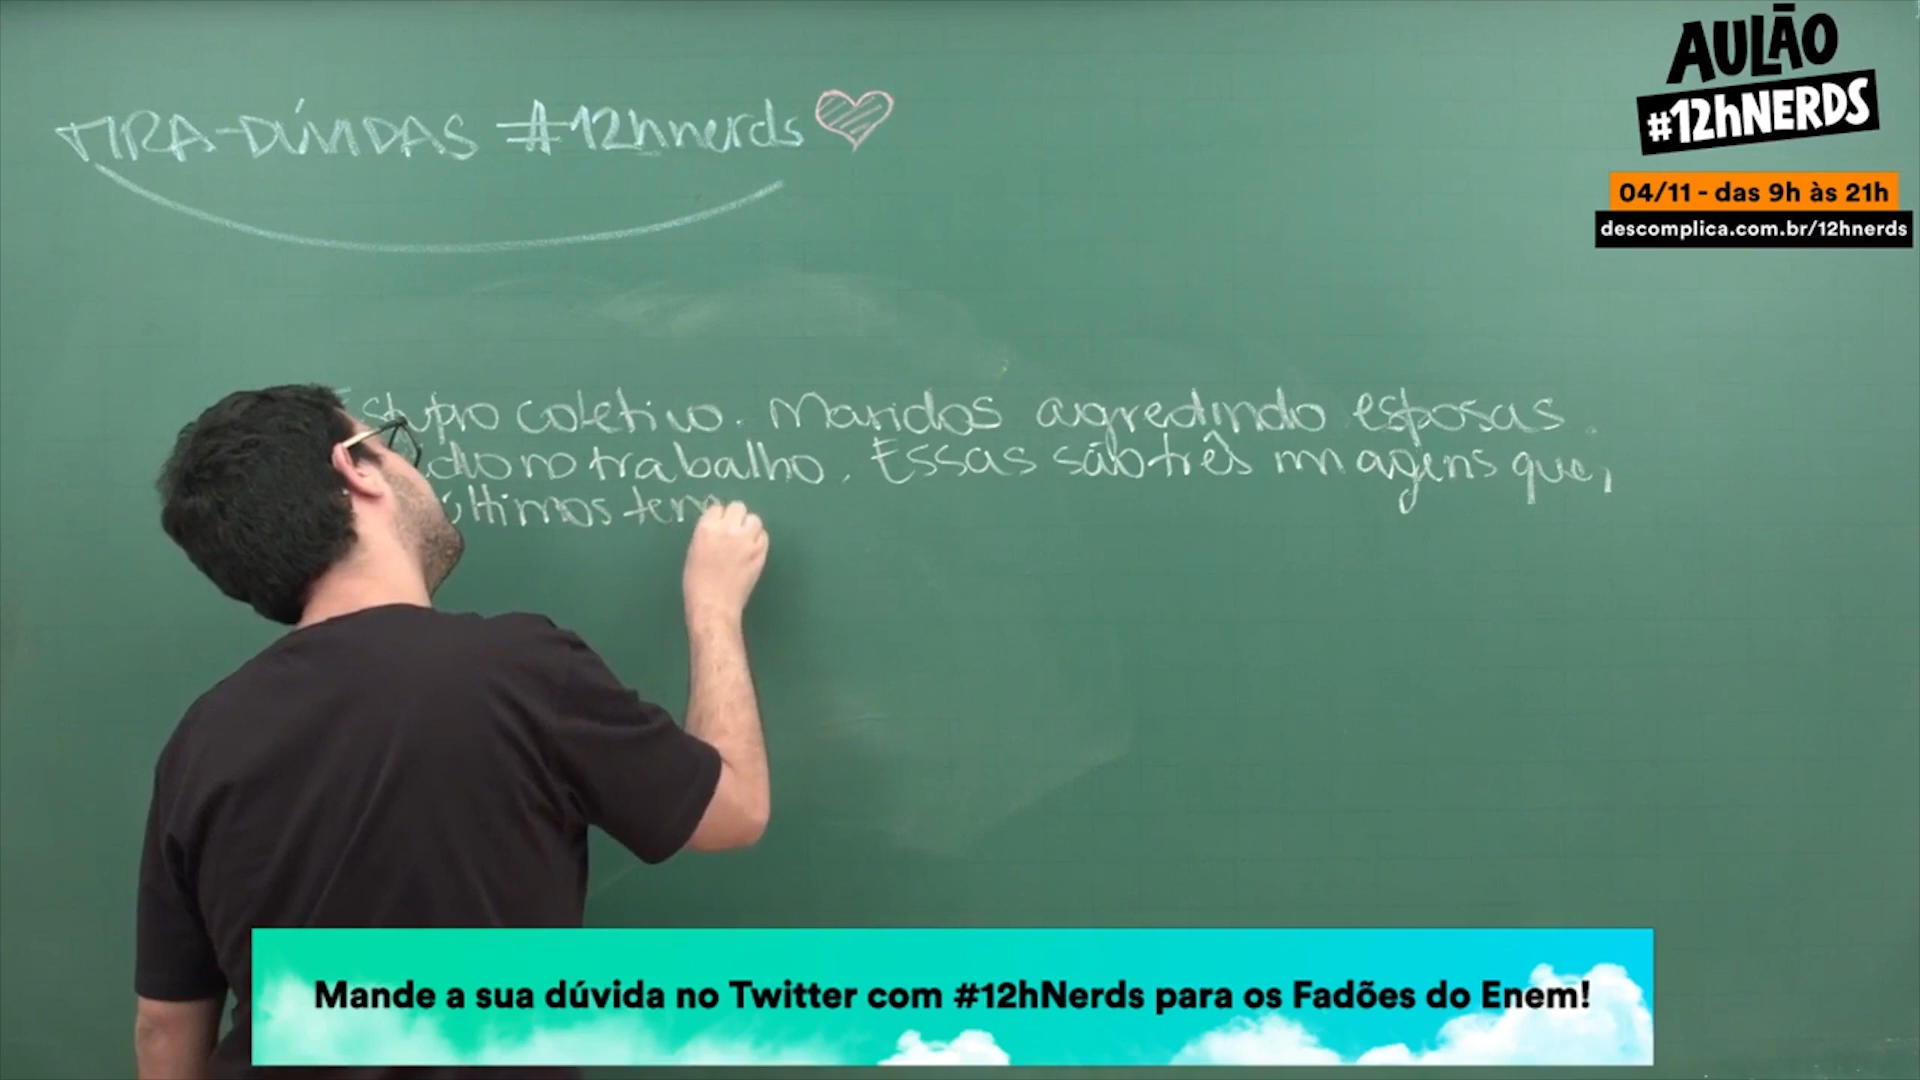 AULÃO
#12hNERDS
04/11 - das 9h às 21h
descomplica.com.br/12hnerds
TIRA-DÚVIDAS #12hnerds
Estupro coletivo. Maridos agredindo esposas.
no trabalho. Essas são três imagens que,
últimos
Mande a sua dúvida no Twitter com #12hNerds para os Fadões do Enem!